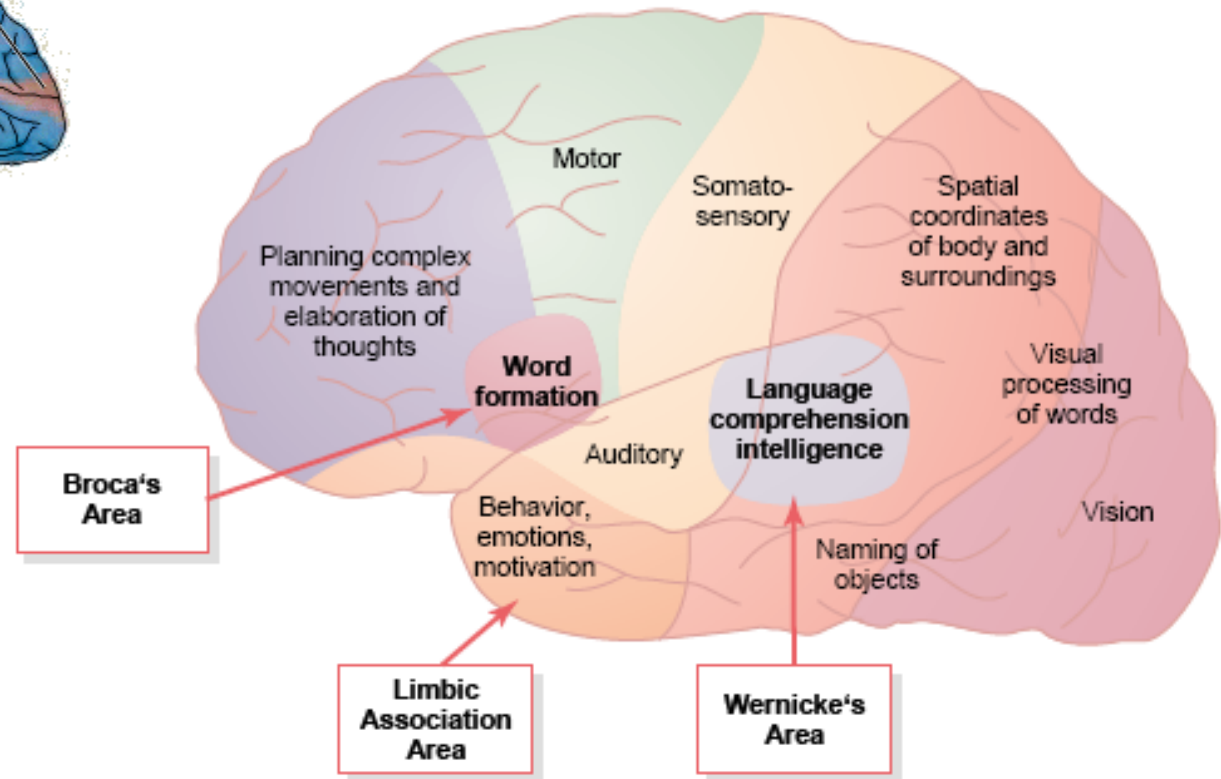 Motor
Somato-
sensory
Spatial
coordinates
of body and
surroundings
Planning complex
movements and
elaboration of
thoughts
Word
formation
Visual
processing
of words
Language
comprehension
intelligence
Auditory
Broca‘s
Area
Behavior,
emotions,
motivation
Vision
Naming of
objects
Limbic
Association
Area
Wernicke‘s
Area